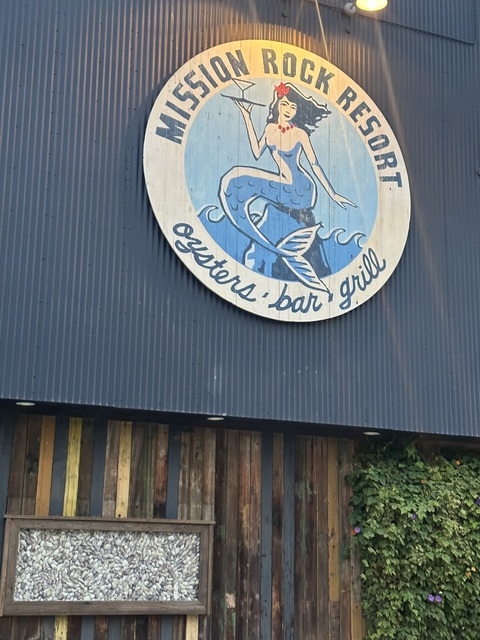 MISSION ROCK RESORT
oysters · bar · grill